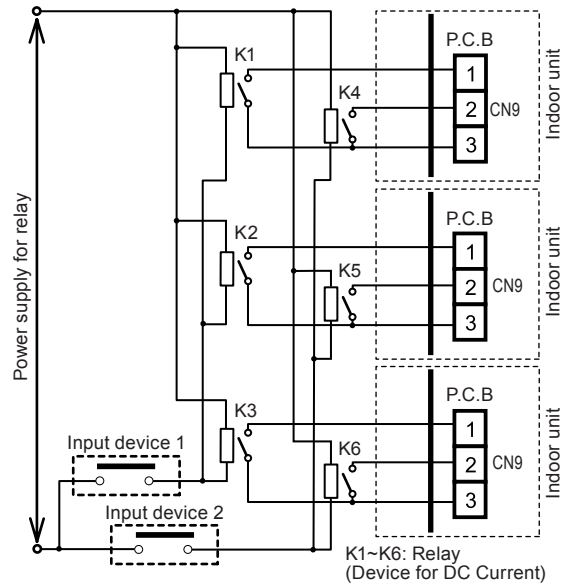 Power supply for relay
K1
K4
P.C.B
1
2
3
CN9
Indoor unit
K2
K5
P.C.B
1
2
3
CN9
Indoor unit
K3
K6
P.C.B
1
2
3
CN9
Indoor unit
Input device 1
Input device 2
K1~K6: Relay
(Device for DC Current)